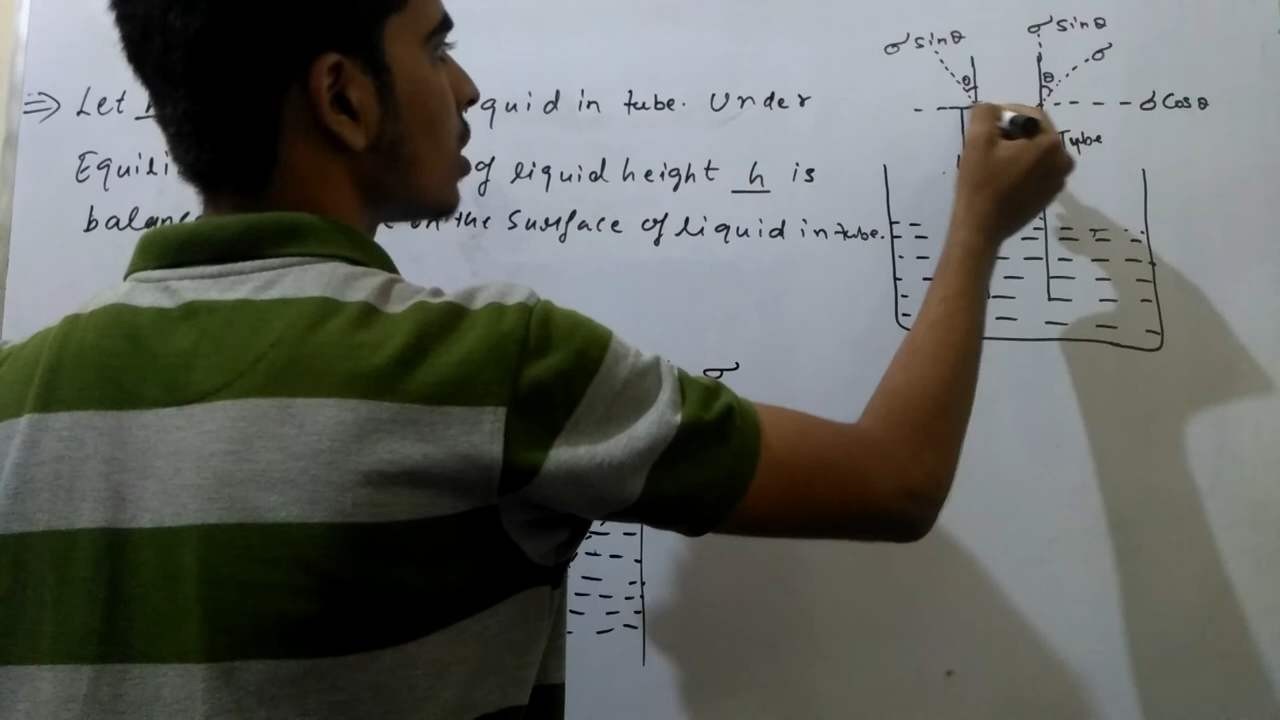 σ sinθ
σ sinθ
σ
θ
θ
σ Cosθ
Tube
⇒ Let quid in tube. Under
Equili of liquid height h is
balanc on the surface of liquid in tube.
σ